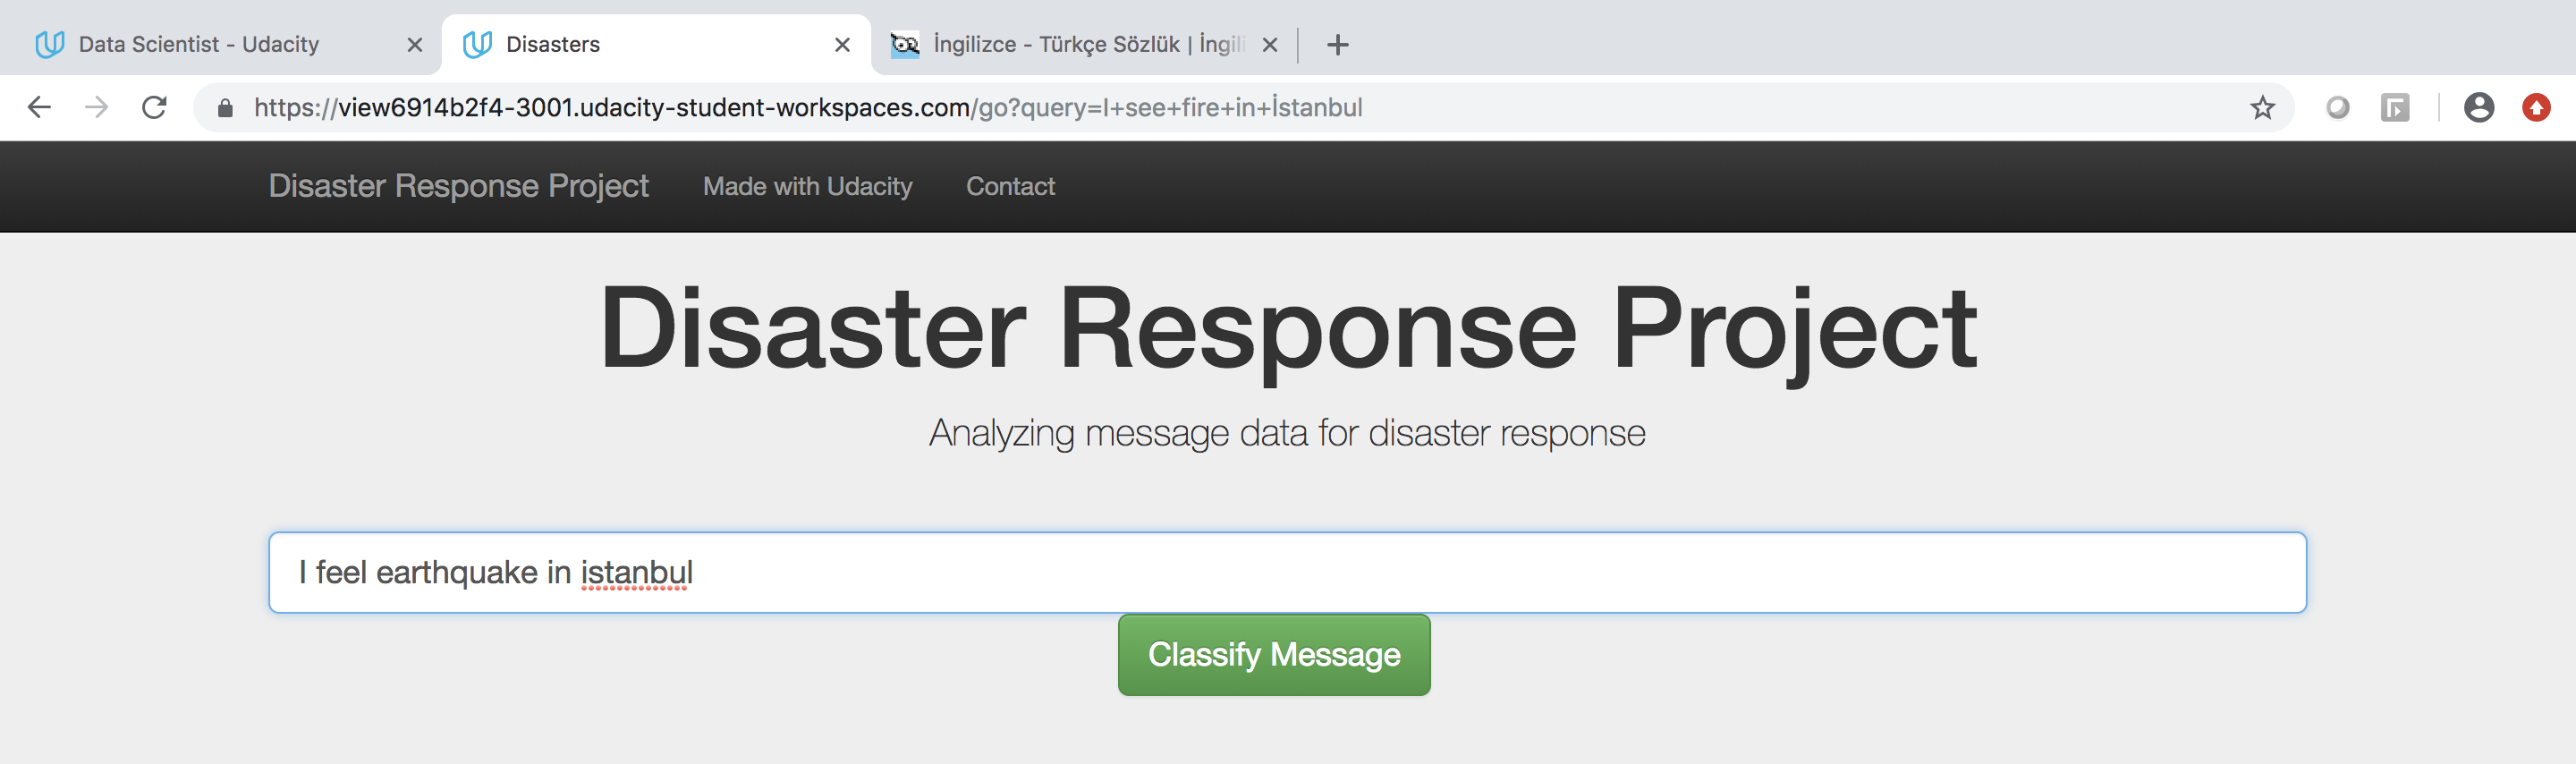 Data Scientist - Udacity
Disasters
İngilizce - Türkçe Sözlük | İngili
https://view6914b2f4-3001.udacity-student-workspaces.com/go?query=I+see+fire+in+İstanbul
Disaster Response Project Made with Udacity Contact
Disaster Response Project
Analyzing message data for disaster response
I feel earthquake in istanbul
Classify Message